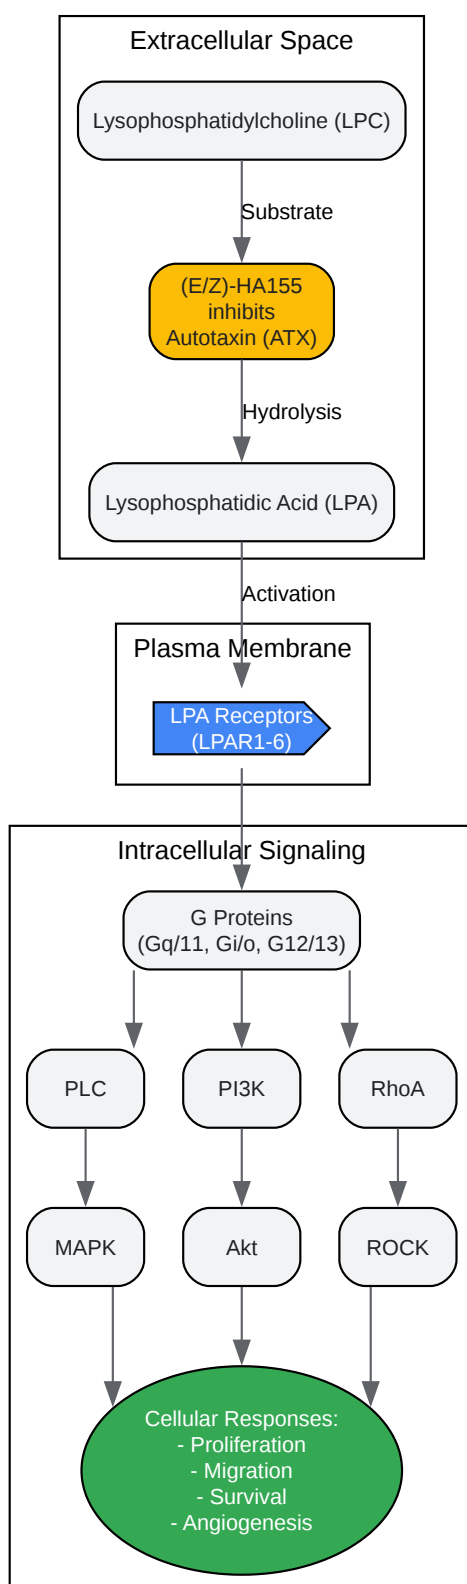 Extracellular Space
Lysophosphatidylcholine (LPC)
Substrate
(E/Z)-HA155
inhibits
Autotaxin (ATX)
Hydrolysis
Lysophosphatidic Acid (LPA)
Activation
Plasma Membrane
LPA Receptors
(LPAR1-6)
Intracellular Signaling
G Proteins
(Gq/11, Gi/o, G12/13)
PLC
PI3K
RhoA
MAPK
Akt
ROCK
Cellular Responses:
- Proliferation
- Migration
- Survival
- Angiogenesis